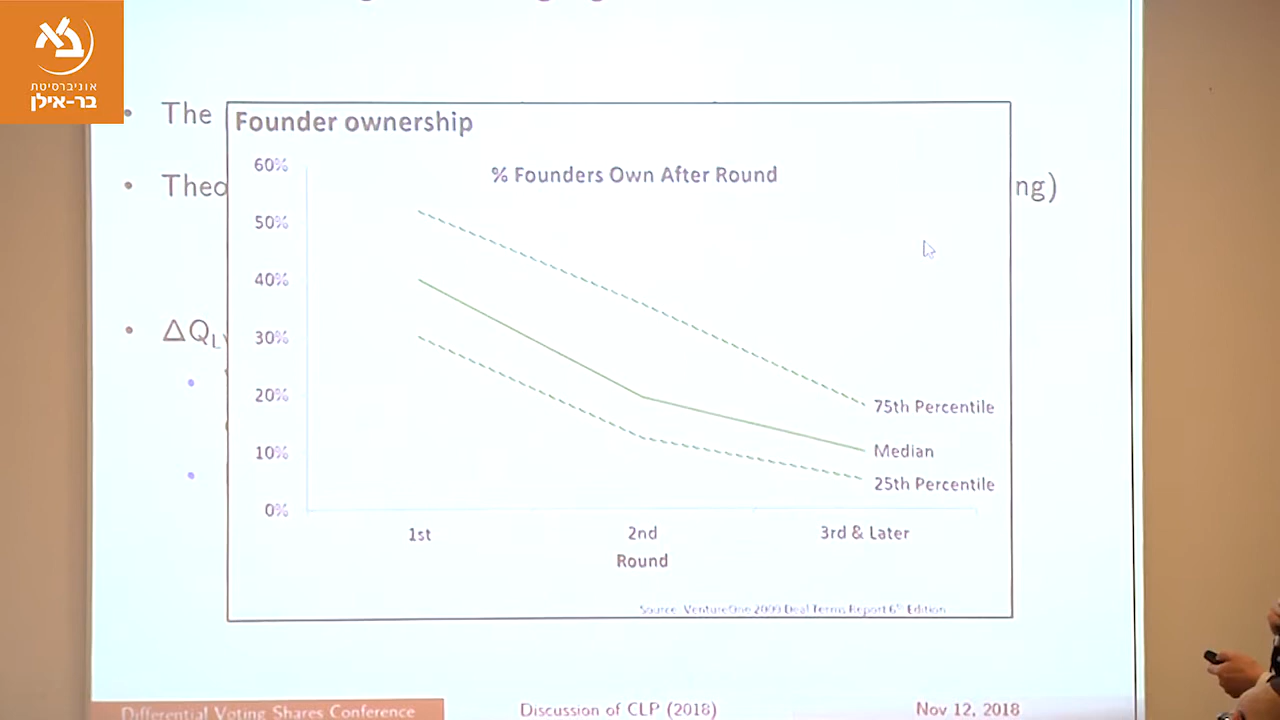 אוניברסיטת
בר-אילן
The
Founder ownership
% Founders Own After Round
60%
50%
40%
30%
20%
10%
0%
75th Percentile
Median
25th Percentile
1st
2nd
3rd & Later
Round
Source: VentureOne 2009 Deal Terms Report 6th Edition
ng)
ΔQ
Differential Voting Shares Conference
Discussion of CLP (2018)
Nov 12, 2018